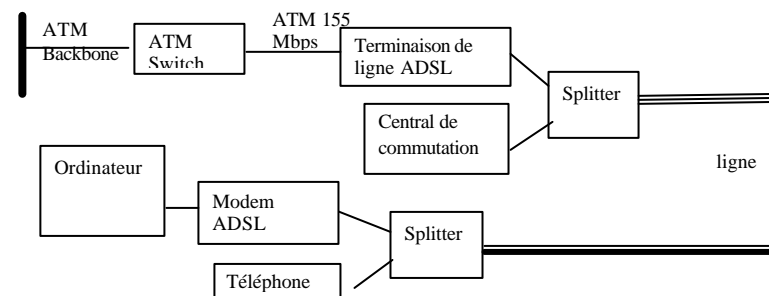 ATM
Backbone
ATM
Switch
ATM 155
Mbps
Terminaison de
ligne ADSL
Splitter
Central de
commutation
ligne
Ordinateur
Modem
ADSL
Splitter
Téléphone